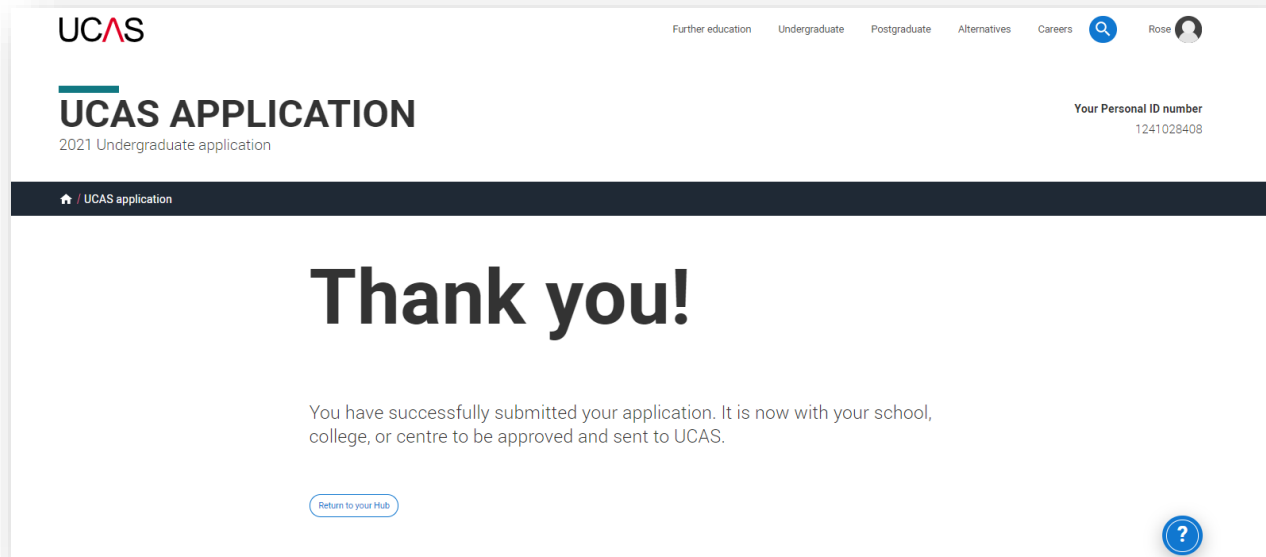 UCAS
Further education Undergraduate Postgraduate Alternatives Careers Rose
UCAS APPLICATION
2021 Undergraduate application
Your Personal ID number
1241028408
/ UCAS application
Thank you!
You have successfully submitted your application. It is now with your school,
college, or centre to be approved and sent to UCAS.
Return to your Hub
?